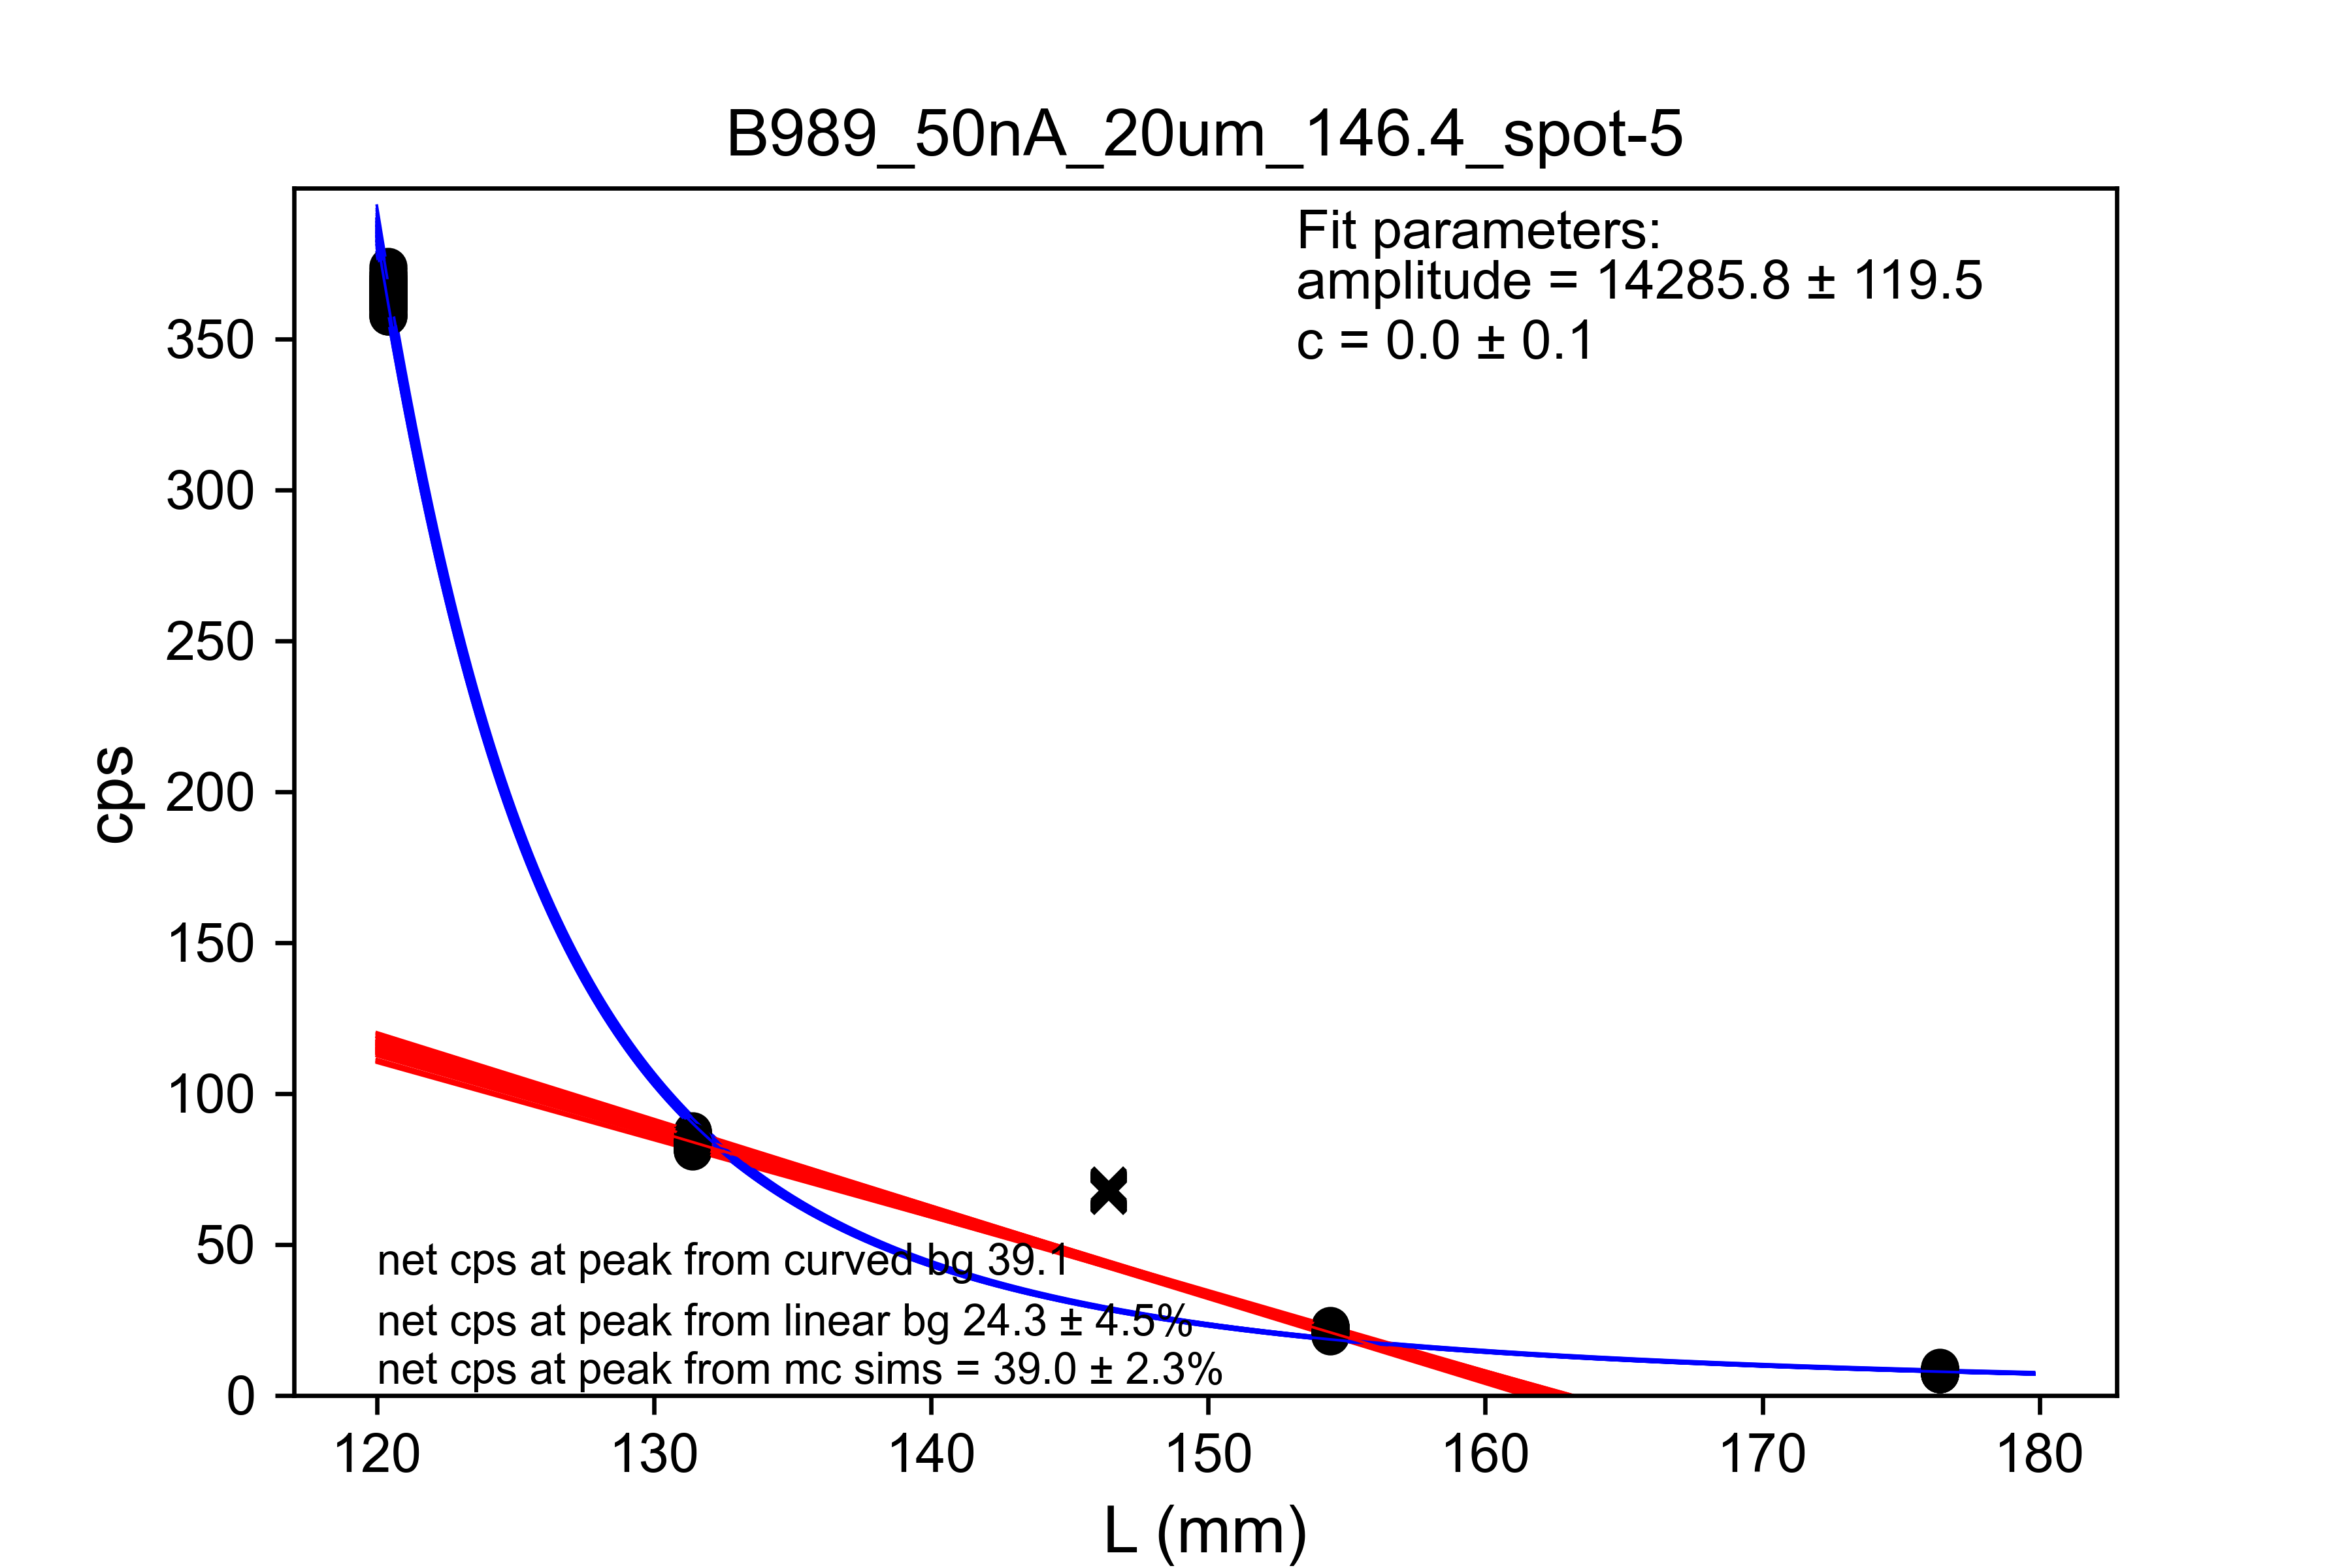 B989_50nA_20um_146.4_spot-5
Fit parameters:
amplitude = 14285.8 ± 119.5
c = 0.0 ± 0.1
cps
350
300
250
200
150
100
50
0
net cps at peak from curved bg 39.1
net cps at peak from linear bg 24.3 ± 4.5%
net cps at peak from mc sims = 39.0 ± 2.3%
120 130 140 150 160 170 180
L (mm)